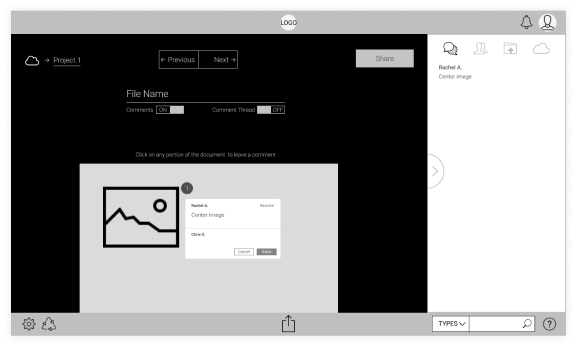 LOGO
→ Project 1
← Previous
Next →
Share
File Name
Comments
ON
Comment Thread
OFF
Click on any portion of the document to leave a comment
1
Rachel A.
Resolve
Center image
Chris S.
Cancel
Reply
Rachel A.
Center image
TYPES
?